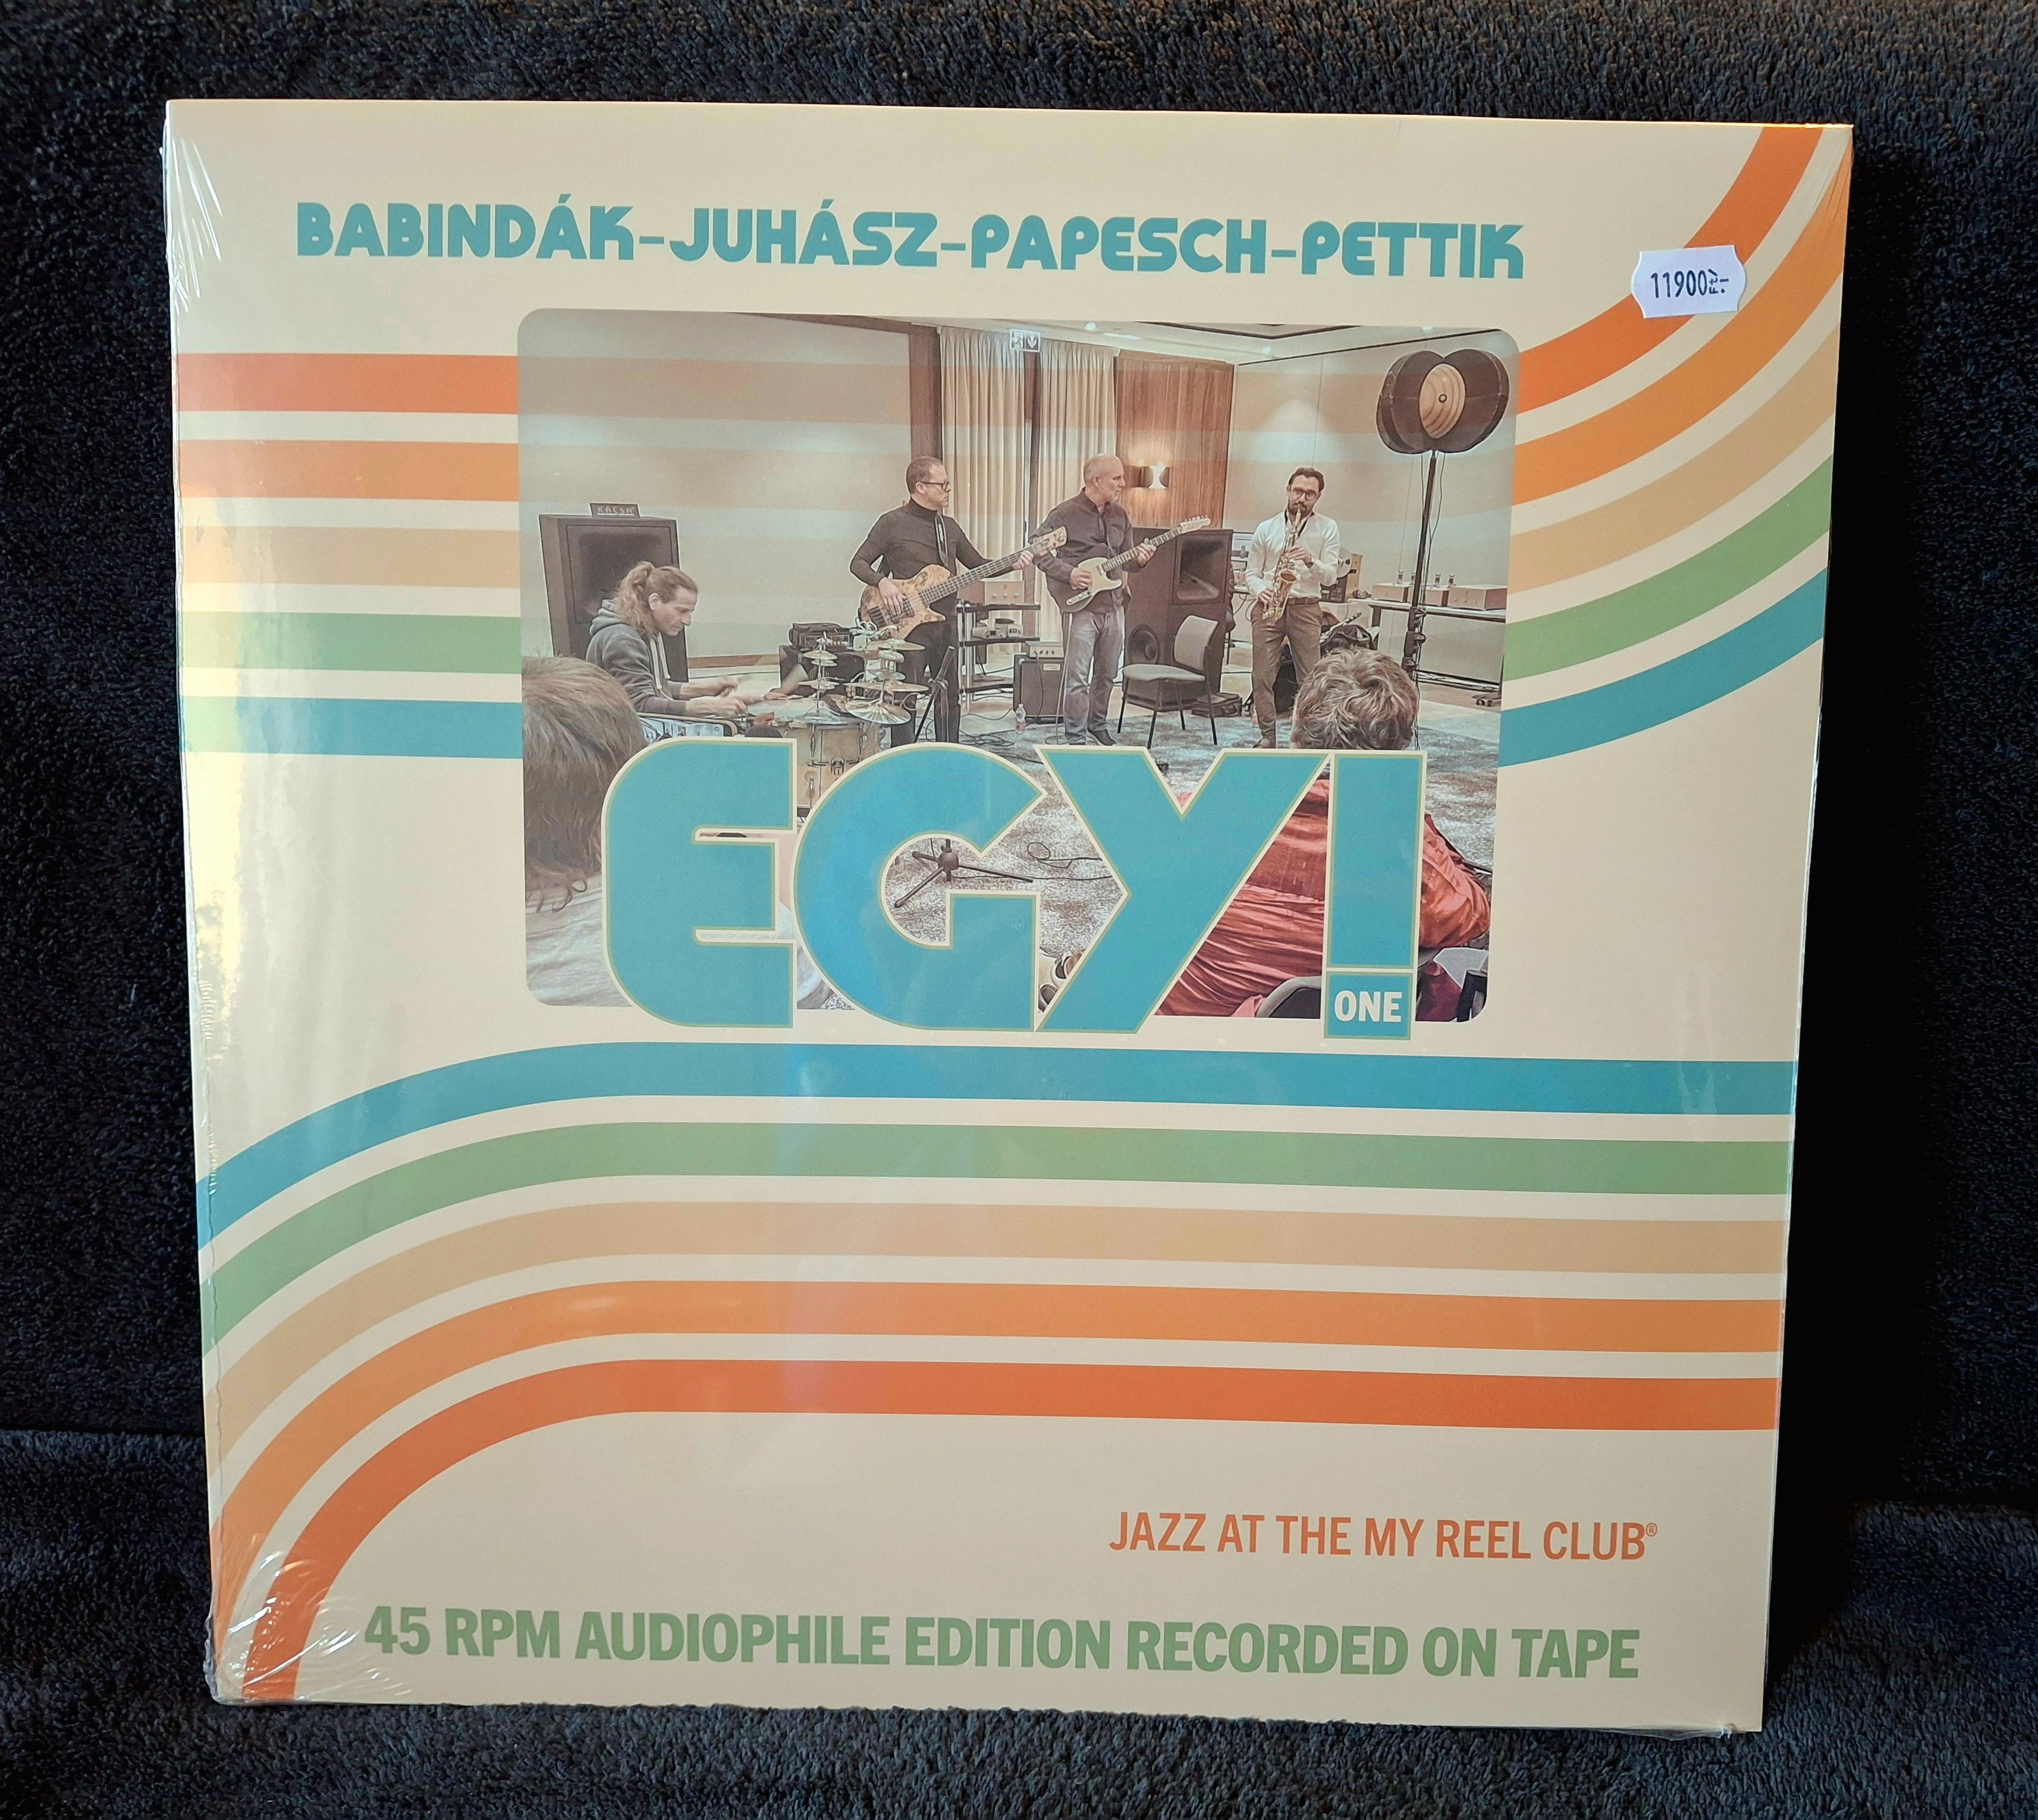 BABINDÁK-JUHÁSZ-PAPESCH-PETTIK
11900Ft.-
KACSA
EGY!
ONE
JAZZ AT THE MY REEL CLUB®
45 RPM AUDIOPHILE EDITION RECORDED ON TAPE